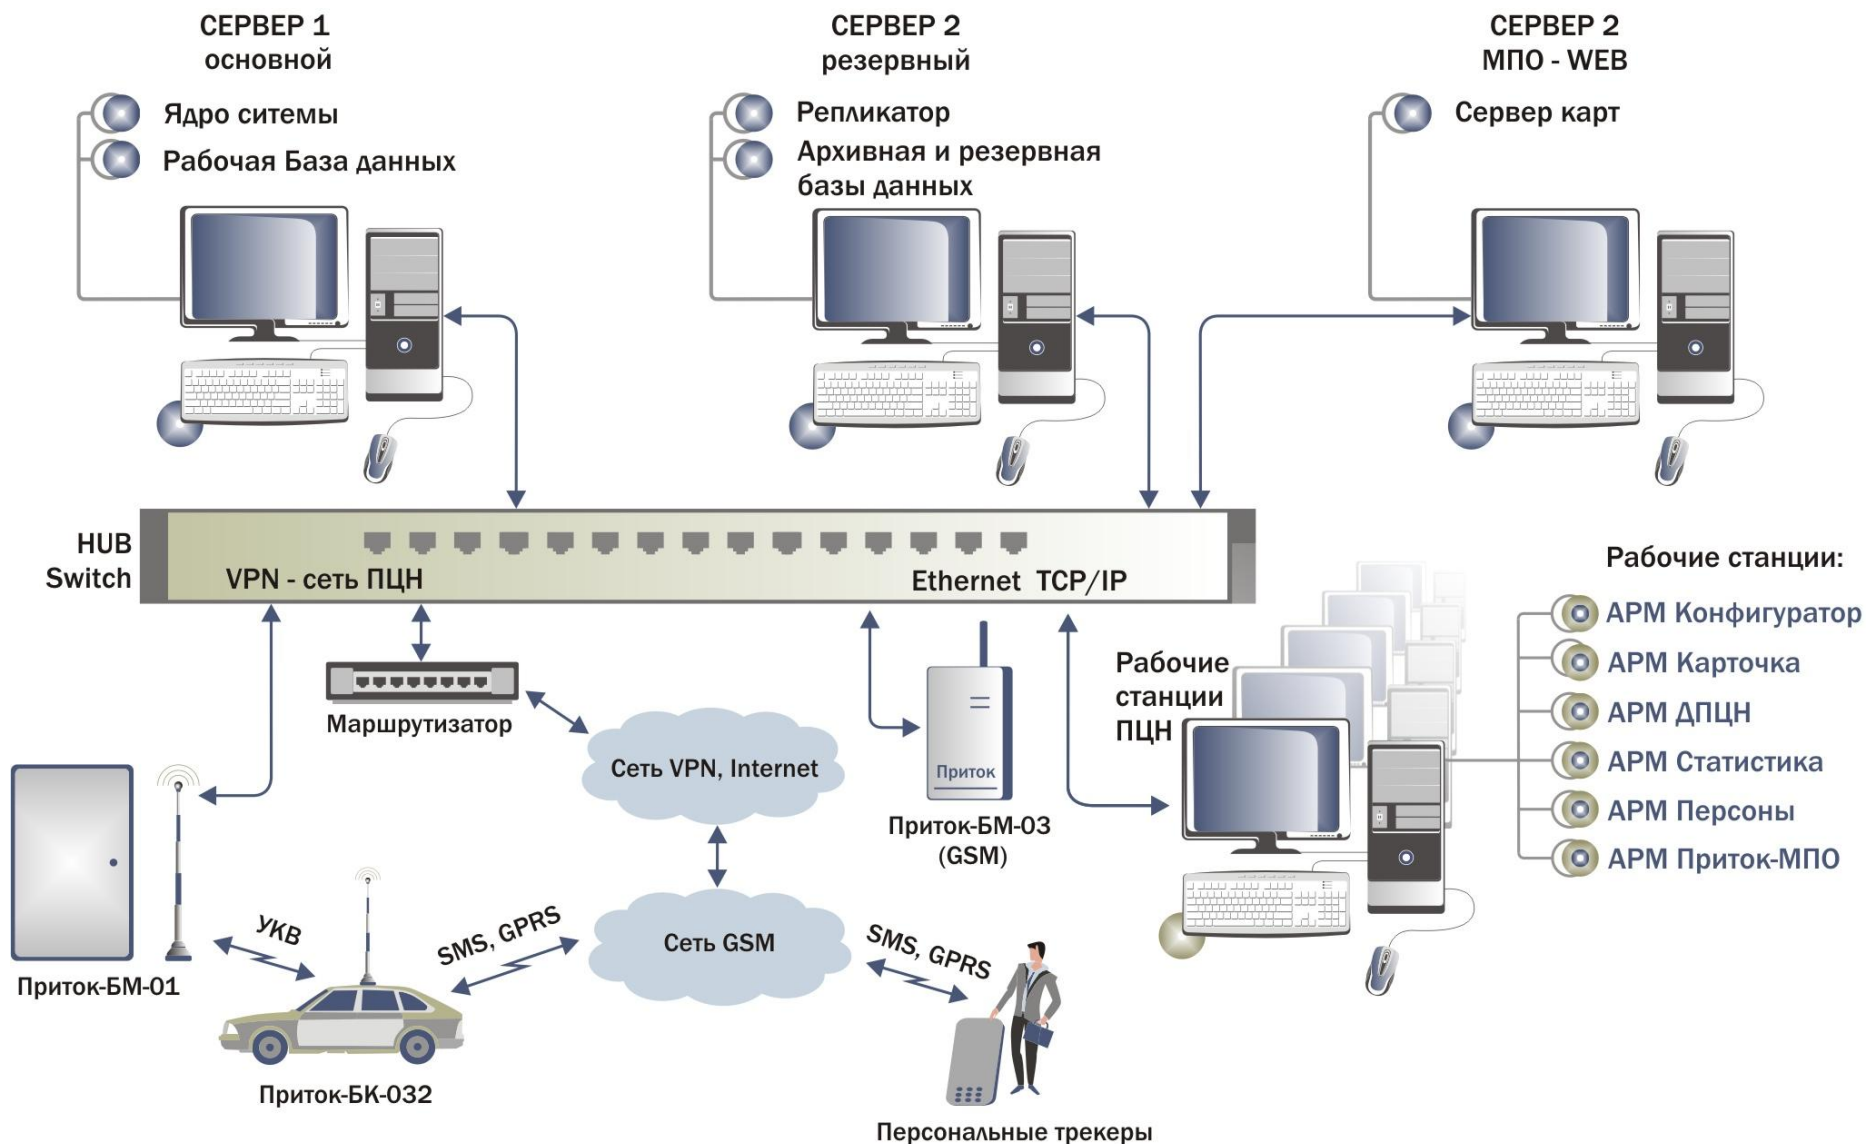 СЕРВЕР 1
основной
Ядро ситемы
Рабочая База данных
СЕРВЕР 2
резервный
Репликатор
Архивная и резервная
базы данных
СЕРВЕР 2
МПО - WEB
Сервер карт
HUB
Switch
VPN - сеть ПЦН
Ethernet TCP/IP
Маршрутизатор
Сеть VPN, Internet
Приток
Приток-БМ-03
(GSM)
Рабочие
станции
ПЦН
Рабочие станции:
АРМ Конфигуратор
АРМ Карточка
АРМ ДПЦН
АРМ Статистика
АРМ Персоны
АРМ Приток-МПО
Приток-БМ-01
УКВ
SMS, GPRS
Сеть GSM
SMS, GPRS
Приток-БК-032
Персональные трекеры